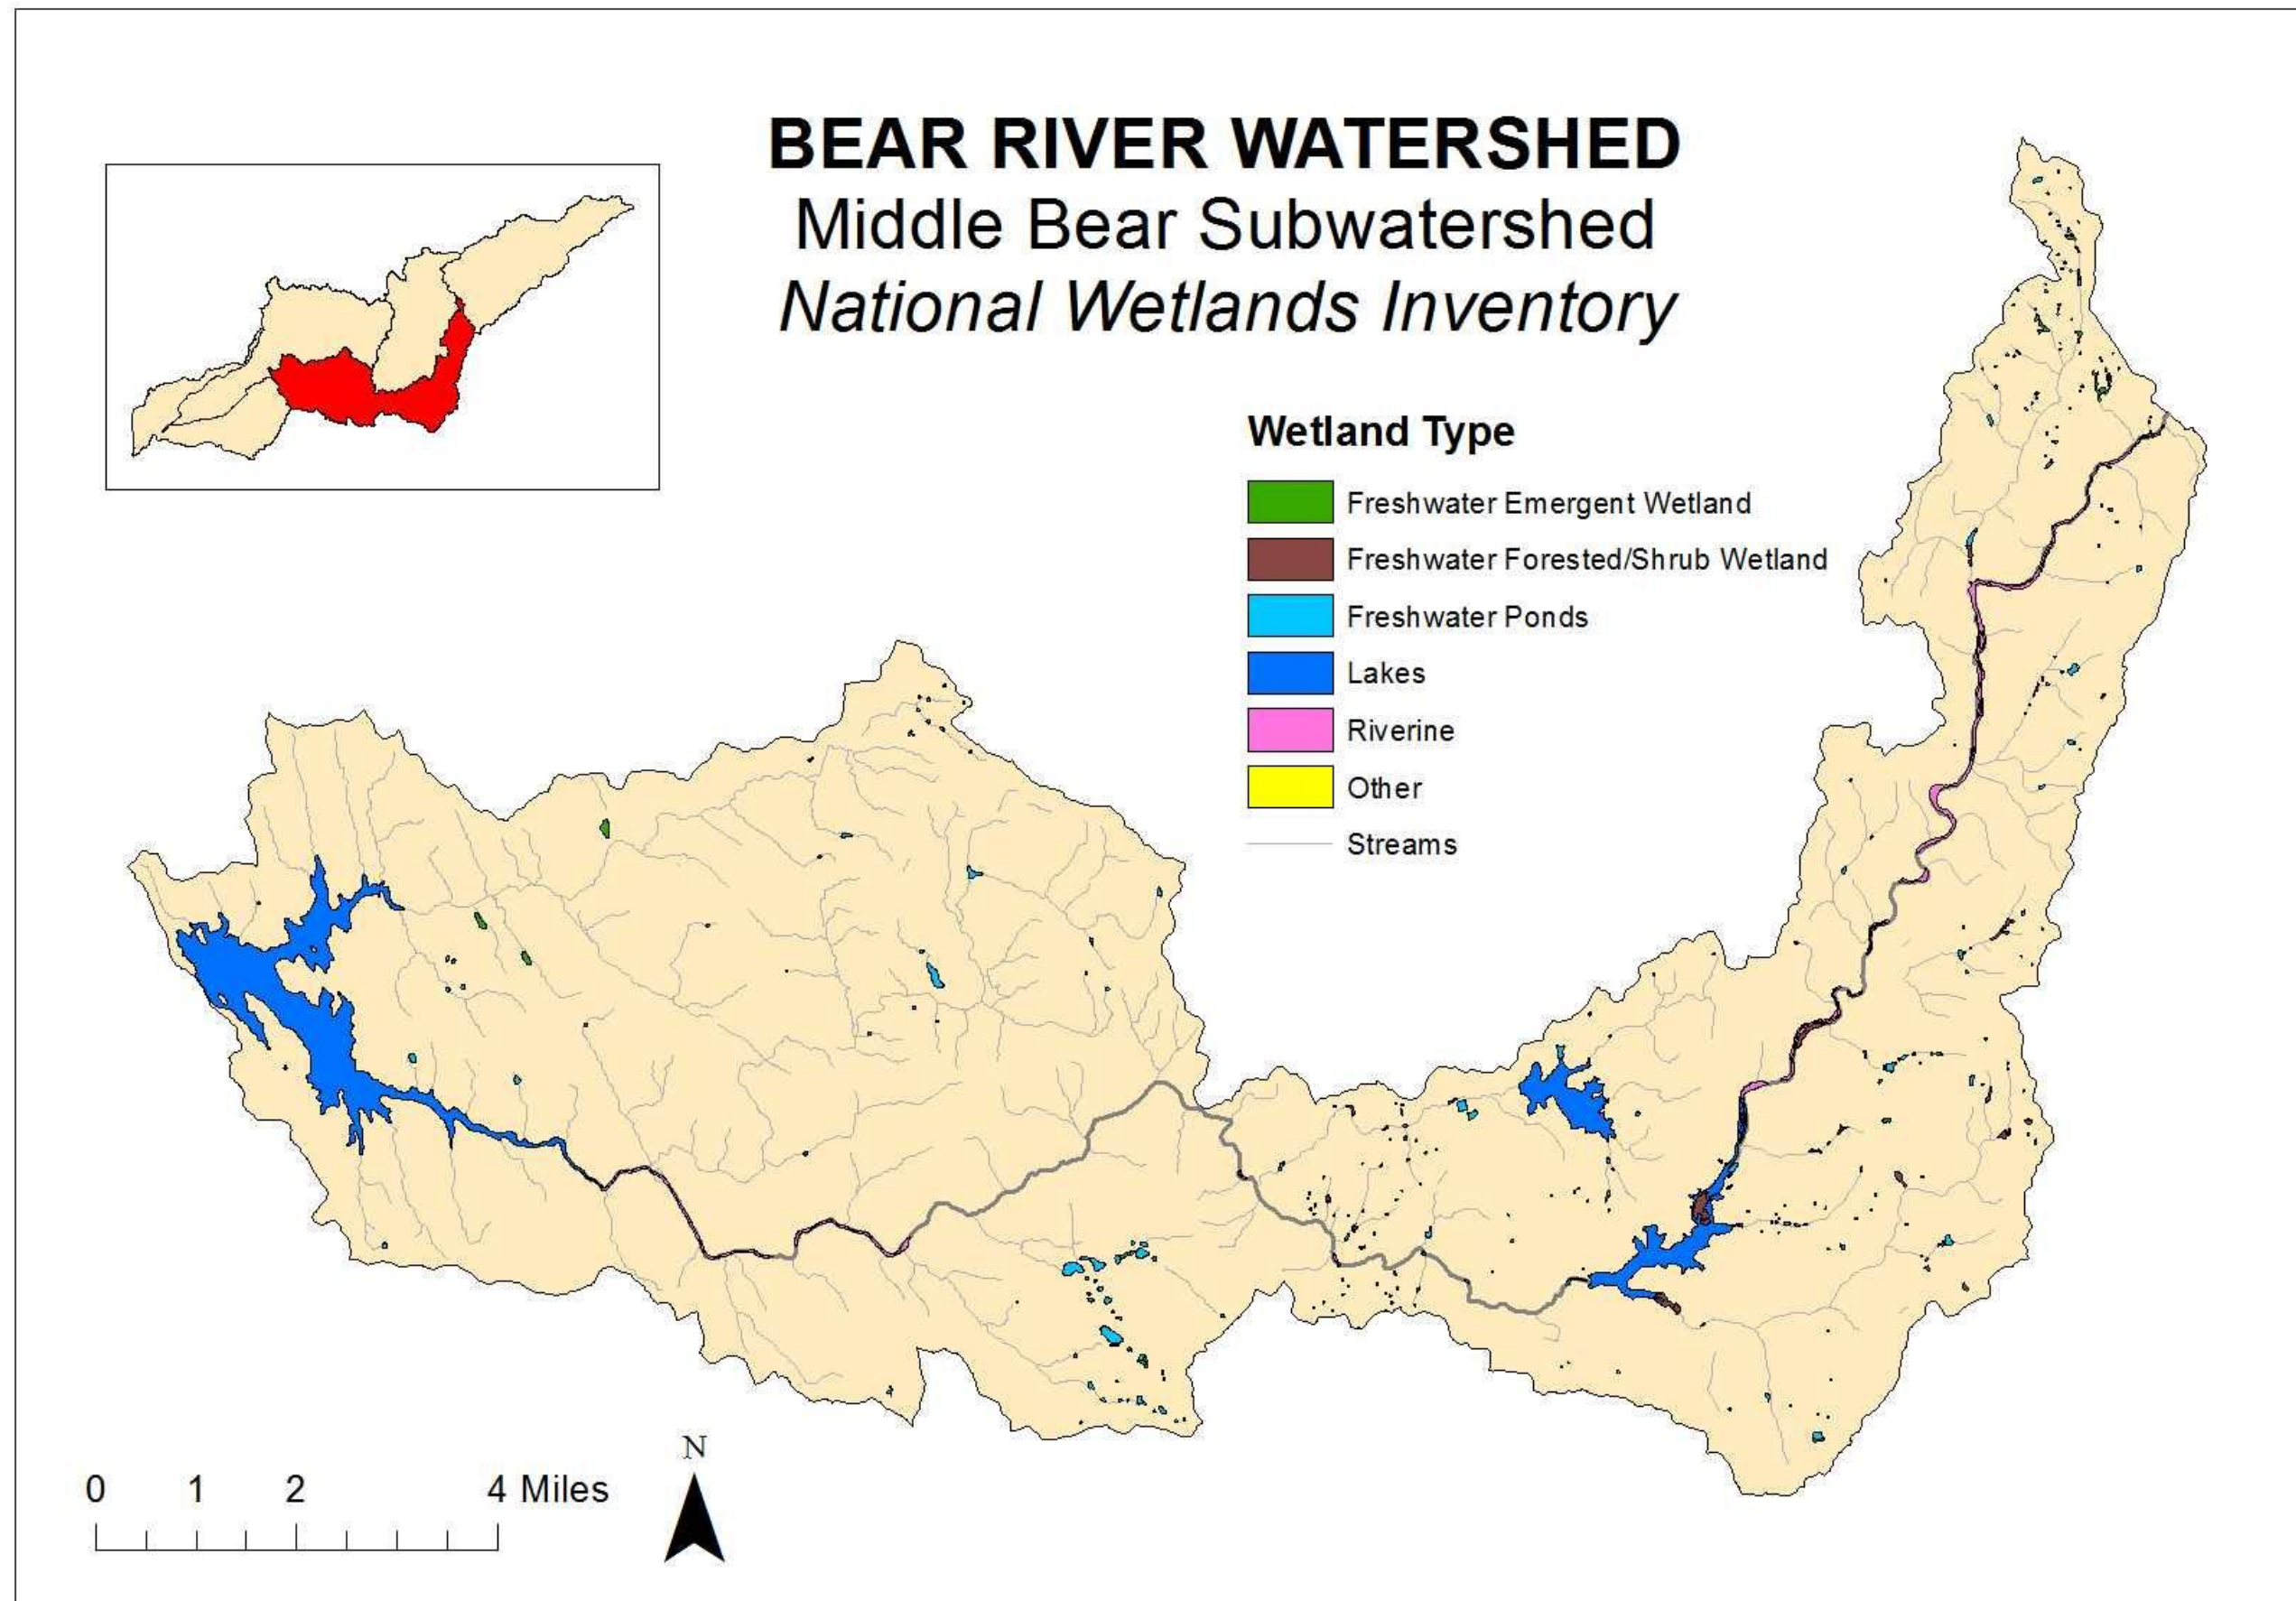 BEAR RIVER WATERSHED
Middle Bear Subwatershed
National Wetlands Inventory
Wetland Type
Freshwater Emergent Wetland
Freshwater Forested/Shrub Wetland
Freshwater Ponds
Lakes
Riverine
Other
Streams
N
0 1 2 4 Miles